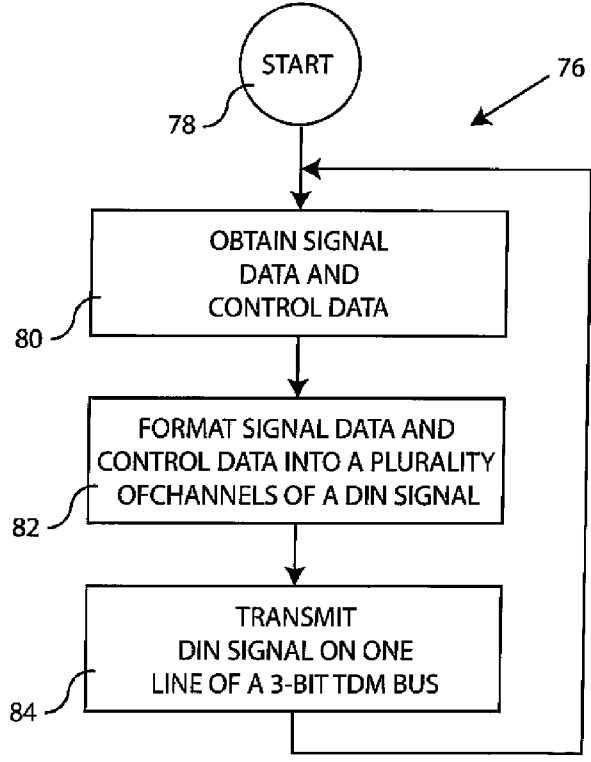 START
76
78
OBTAIN SIGNAL
DATA AND
CONTROL DATA
80
FORMAT SIGNAL DATA AND
CONTROL DATA INTO A PLURALITY
OFCHANNELS OF A DIN SIGNAL
82
TRANSMIT
DIN SIGNAL ON ONE
LINE OF A 3-BIT TDM BUS
84